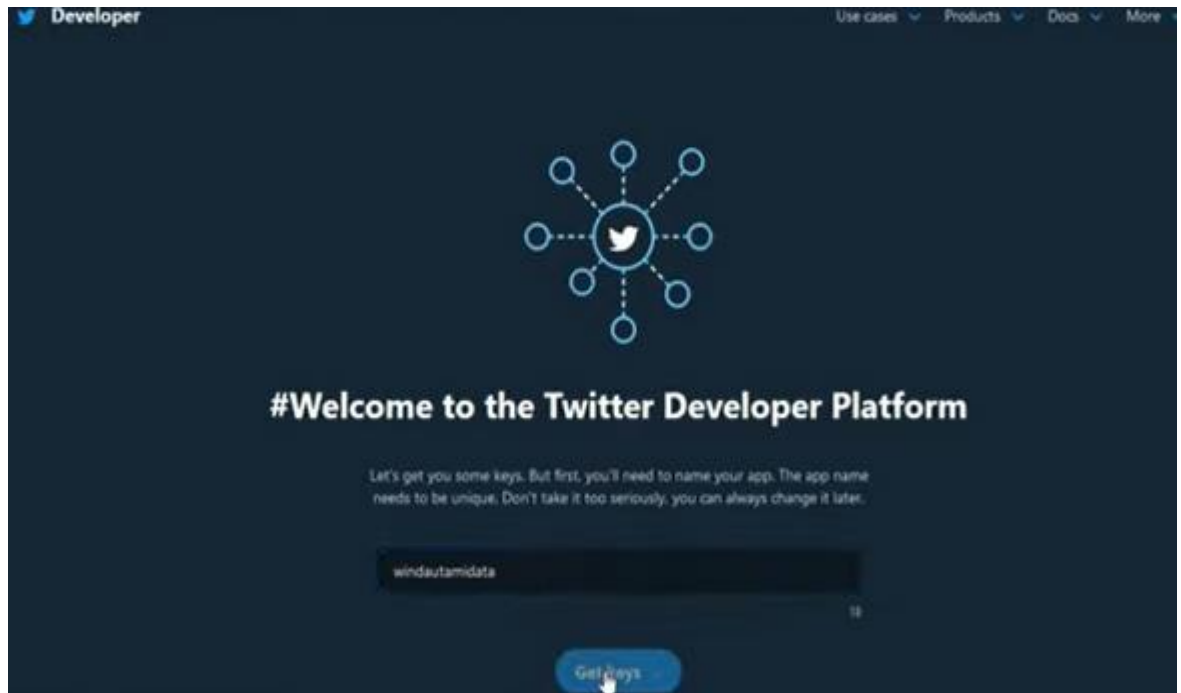 Developer Use cases Products Docs More
#Welcome to the Twitter Developer Platform
Let's get you some keys. But first, you'll need to name your app. The app name
needs to be unique. Don't take it too seriously, you can always change it later.
windautamidata
Get keys